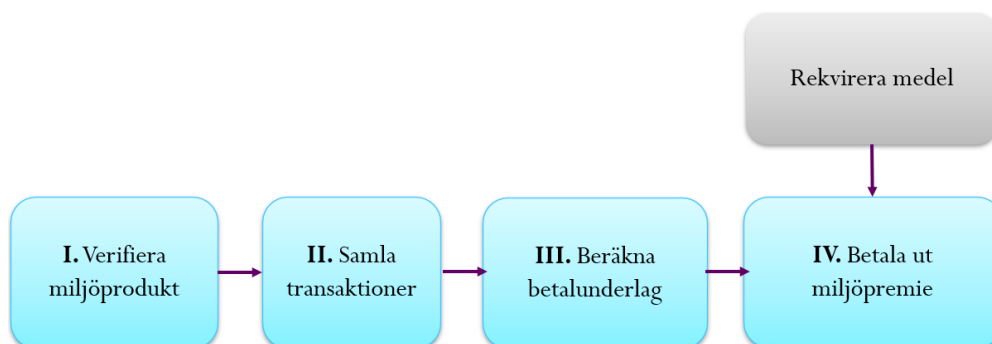 Rekvirera medel
I. Verifiera
miljöprodukt
II. Samla
transaktioner
III. Beräkna
betalunderlag
IV. Betala ut
miljöpremie